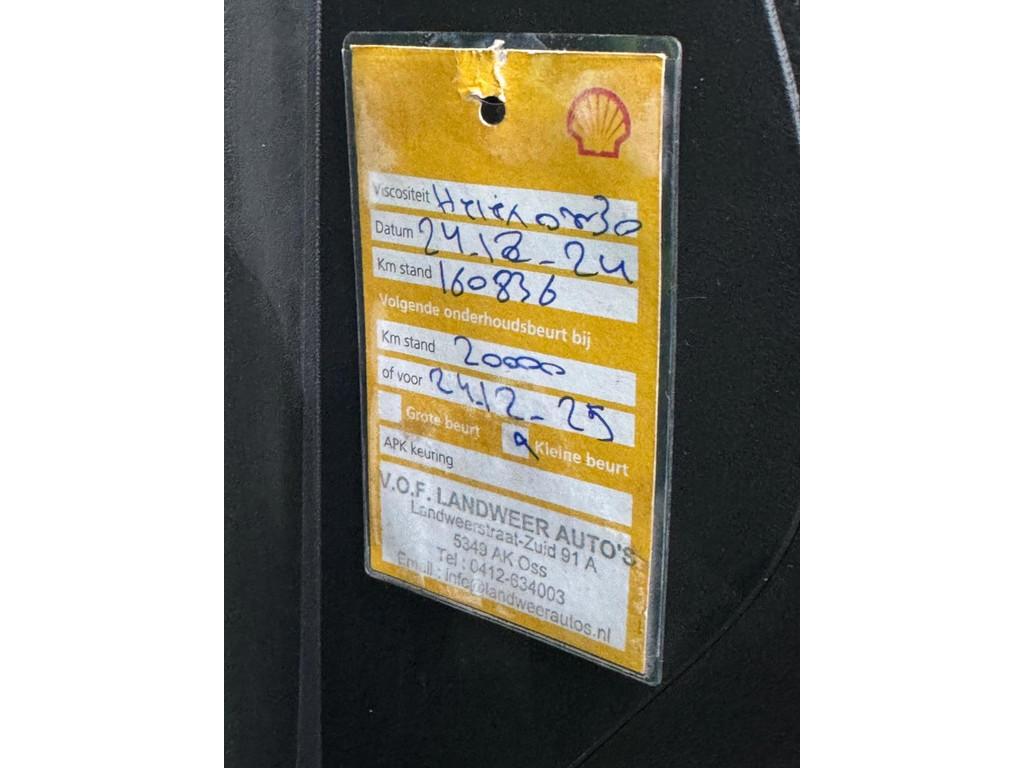 Viscositeit
Datum 24-12-24
Km stand 160836
Volgende onderhoudsbeurt bij
Km stand 20000
of voor 24.12-25
Grote beurt Kleine beurt
APK keuring
V.O.F. LANDWEER AUTO'S
Landweerstraat-Zuid 91 A
5349 AK Oss
Tel : 0412-634003
Email : info@landweerautos.nl